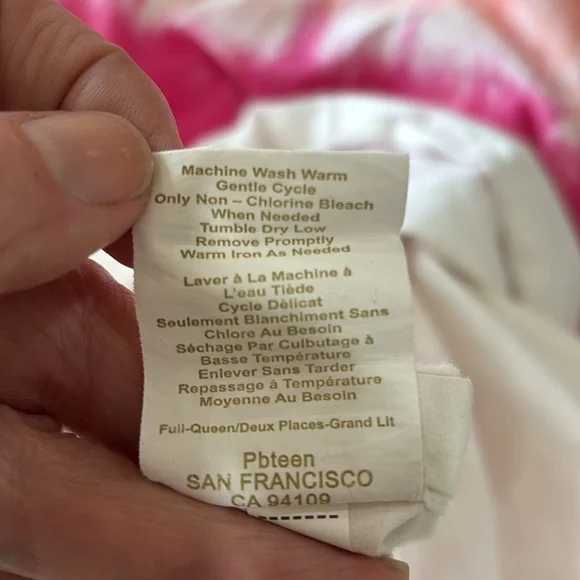 Machine Wash Warm
Gentle Cycle
Only Non – Chlorine Bleach
When Needed
Tumble Dry Low
Remove Promptly
Warm Iron As Needed
Laver à La Machine à
L'eau Tiède
Cycle Dèlicat
Seulement Blanchiment Sans
Chlore Au Besoin
Séchage Par Culbutage à
Basse Température
Enlever Sans Tarder
Repassage à Température
Moyenne Au Besoin
Full-Queen/Deux Places-Grand Lit
Pbteen
SAN FRANCISCO
CA 94109